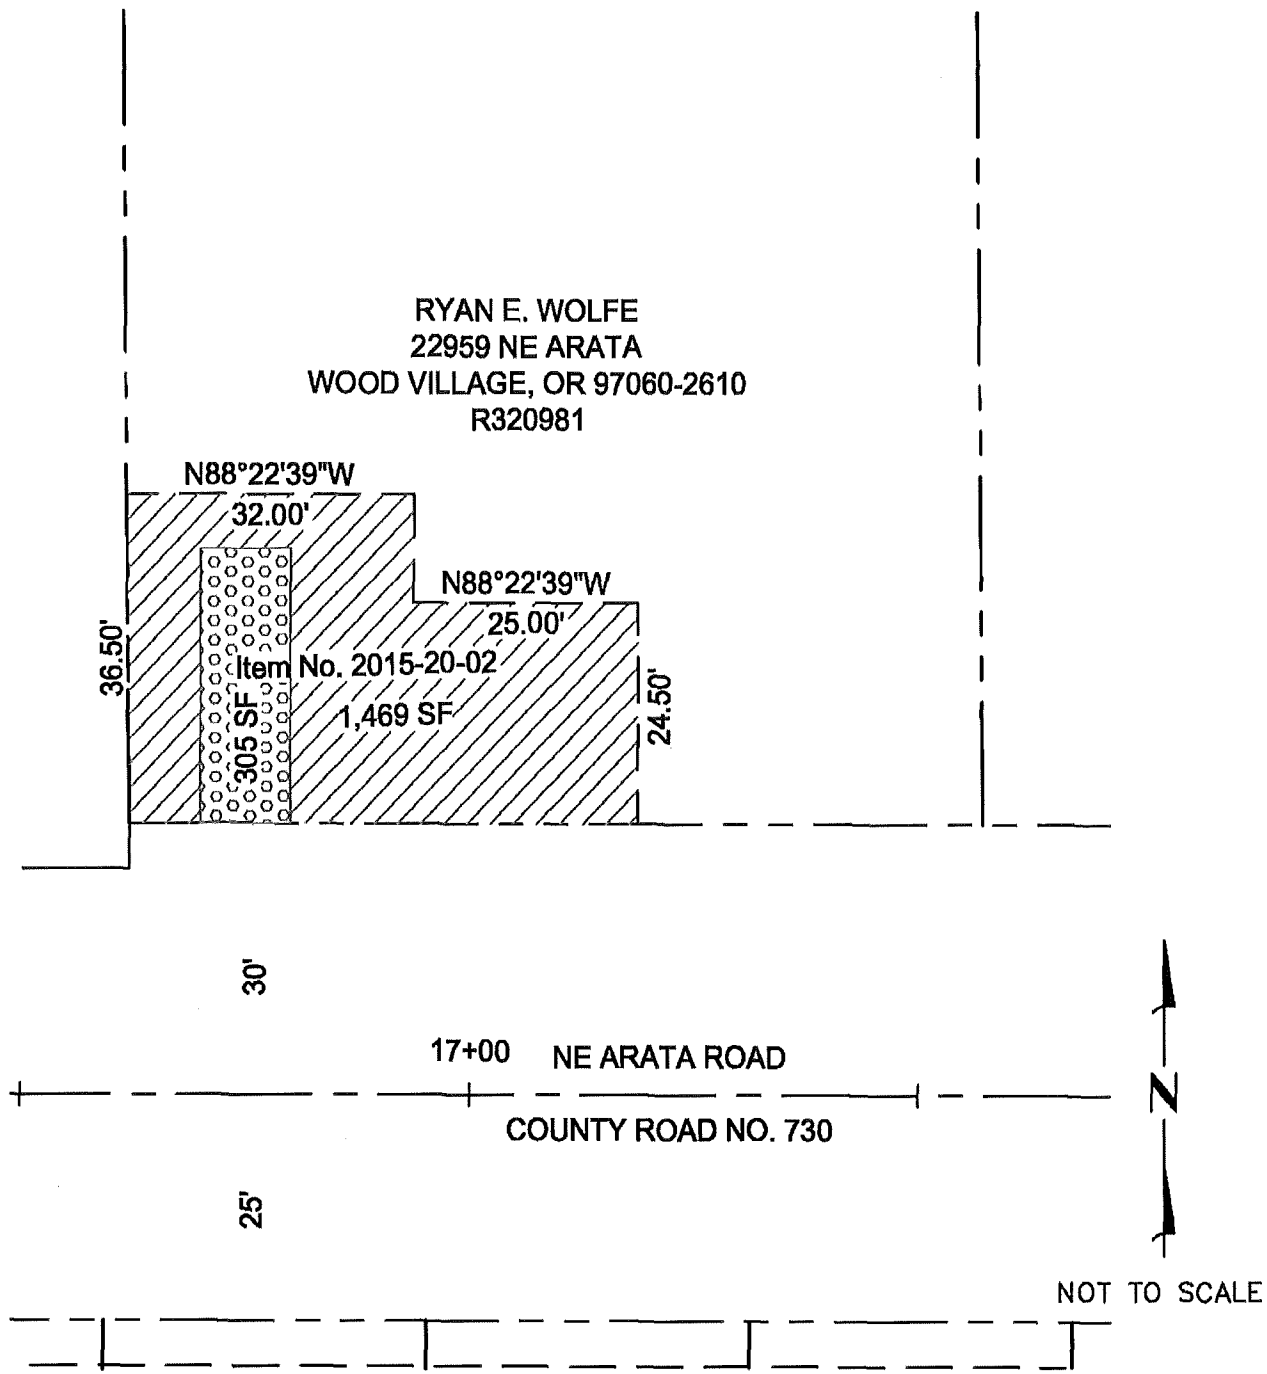 RYAN E. WOLFE
22959 NE ARATA
WOOD VILLAGE, OR 97060-2610
R320981
N88°22'39"W
32.00'
N88°22'39"W
25.00'
36.50'
Item No. 2015-20-02
1,469 SF
305 SF
24.50'
30'
17+00
NE ARATA ROAD
COUNTY ROAD NO. 730
25'
N
NOT TO SCALE